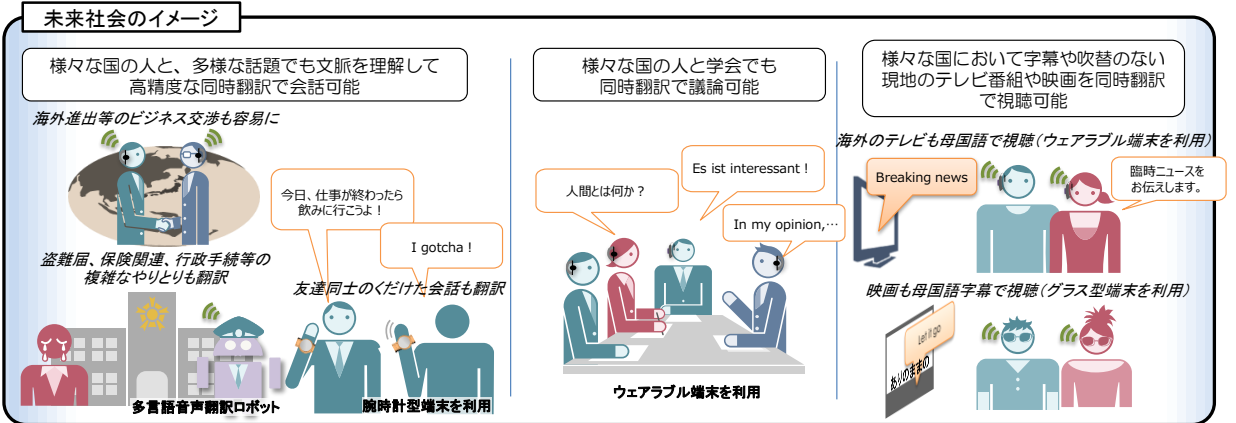 未来社会のイメージ
様々な国の人と、多様な話題でも文脈を理解して
高精度な同時翻訳で会話可能
海外進出等のビジネス交渉も容易に
今日、仕事が終わったら
飲みに行こうよ！
I gotcha！
盗難届、保険関連、行政手続等の
複雑なやりとりも翻訳
友達同士のくだけた会話も翻訳
多言語音声翻訳ロボット
腕時計型端末を利用
様々な国の人と学会でも
同時翻訳で議論可能
人間とは何か？
Es ist interessant！
In my opinion,…
ウェアラブル端末を利用
様々な国において字幕や吹替のない
現地のテレビ番組や映画を同時翻訳
で視聴可能
海外のテレビも母国語で視聴（ウェアラブル端末を利用）
Breaking news
臨時ニュースを
お伝えします。
映画も母国語字幕で視聴（グラス型端末を利用）
Let it go
ありのままの